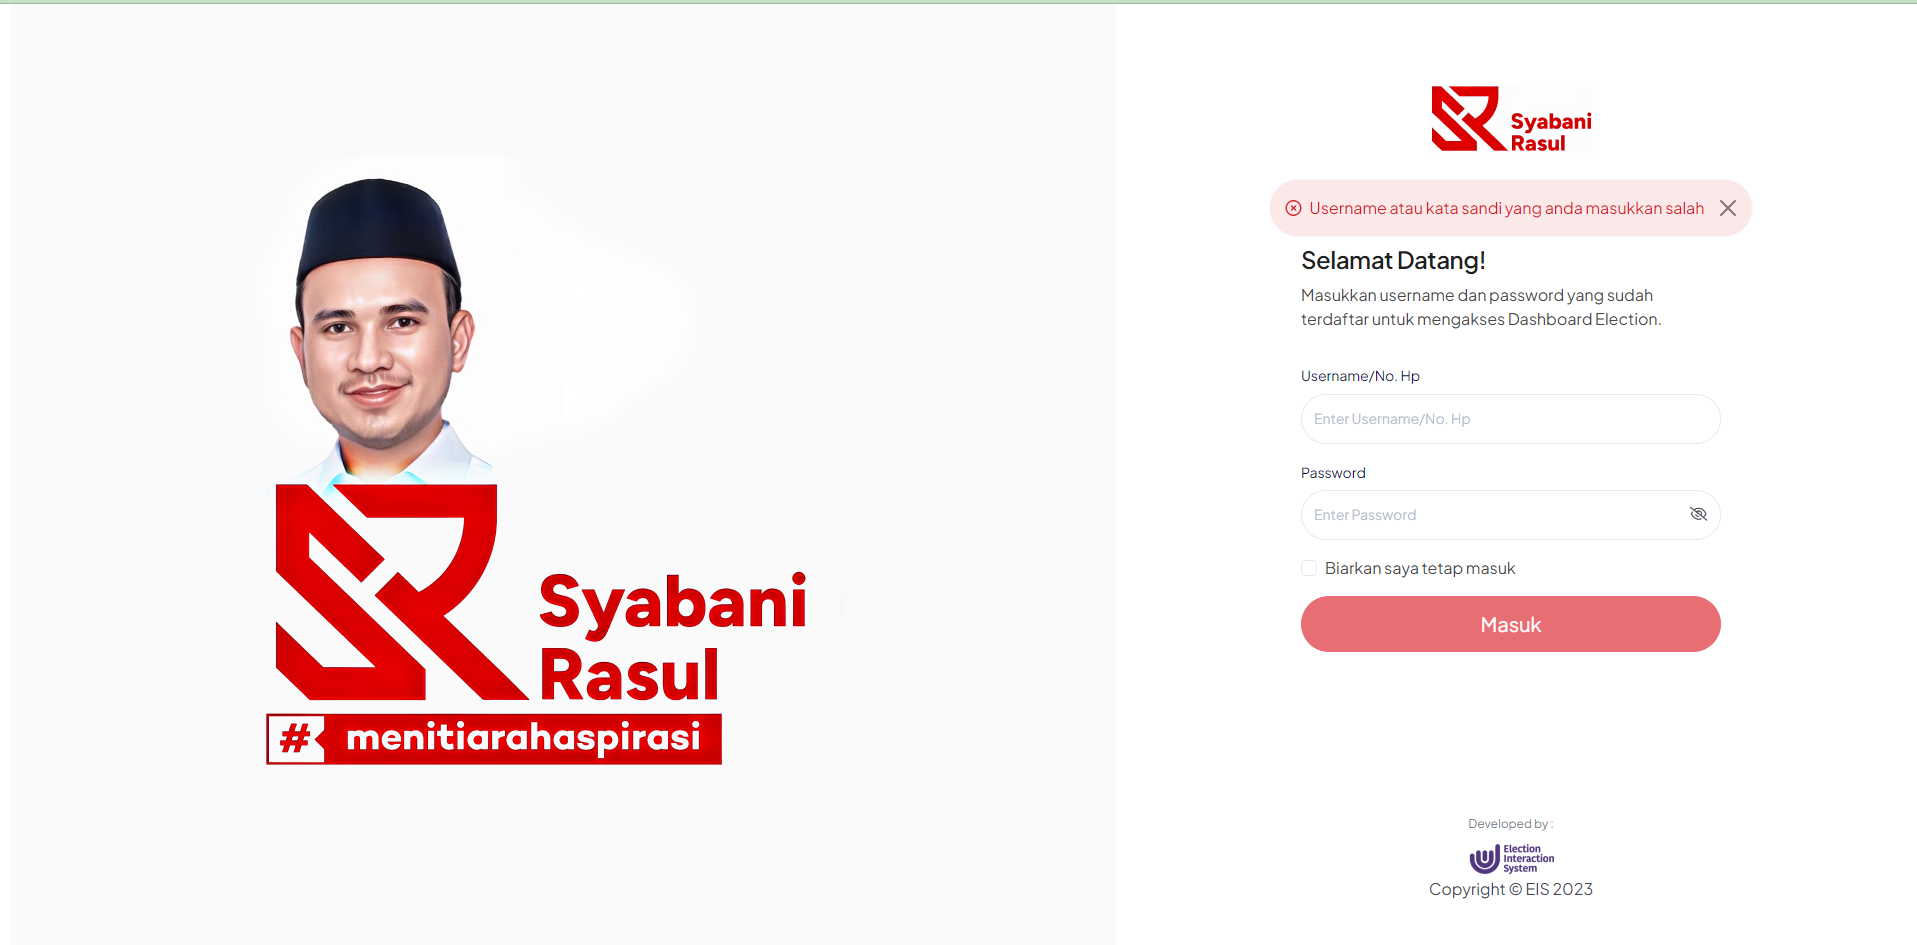 Syabani
Rasul
# menitiarahaspirasi
Syabani
Rasul
Username atau kata sandi yang anda masukkan salah
Selamat Datang!
Masukkan username dan password yang sudah
terdaftar untuk mengakses Dashboard Election.
Username/No. Hp
Enter Username/No. Hp
Password
Enter Password
Biarkan saya tetap masuk
Masuk
Developed by :
Election
Interaction
System
Copyright © EIS 2023